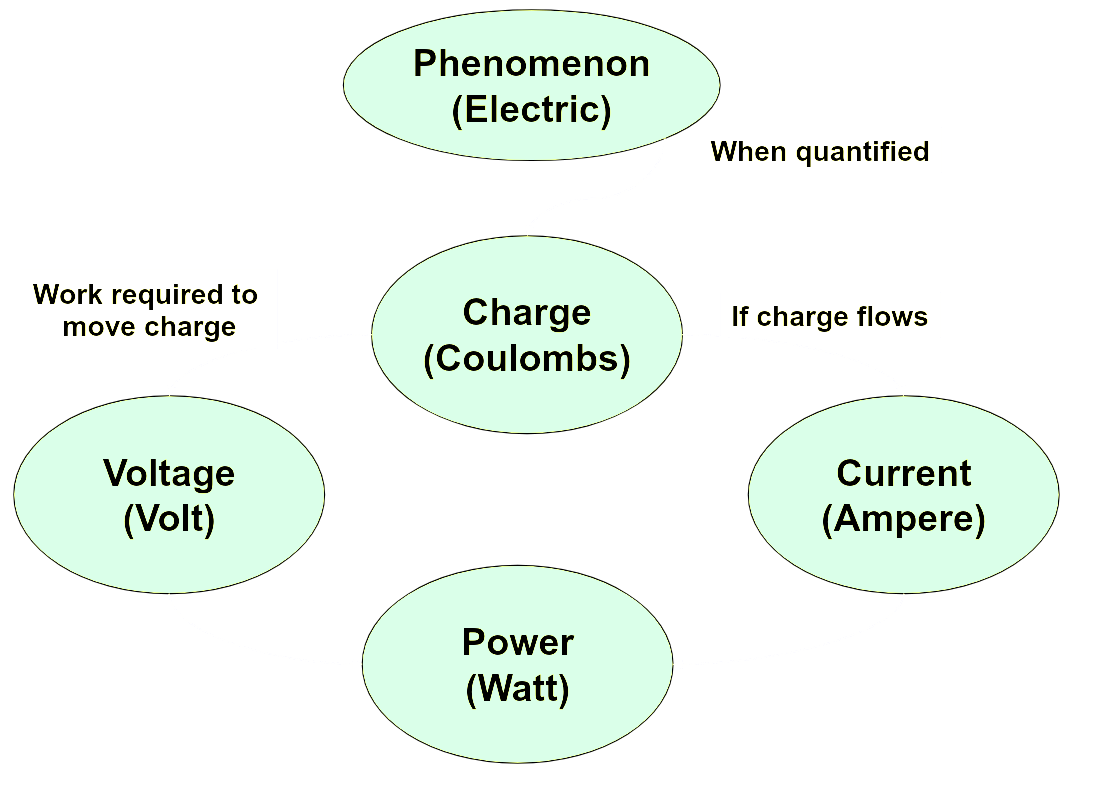 Phenomenon
(Electric)
When quantified
Work required to
move charge
Charge
(Coulombs)
If charge flows
Voltage
(Volt)
Current
(Ampere)
Power
(Watt)